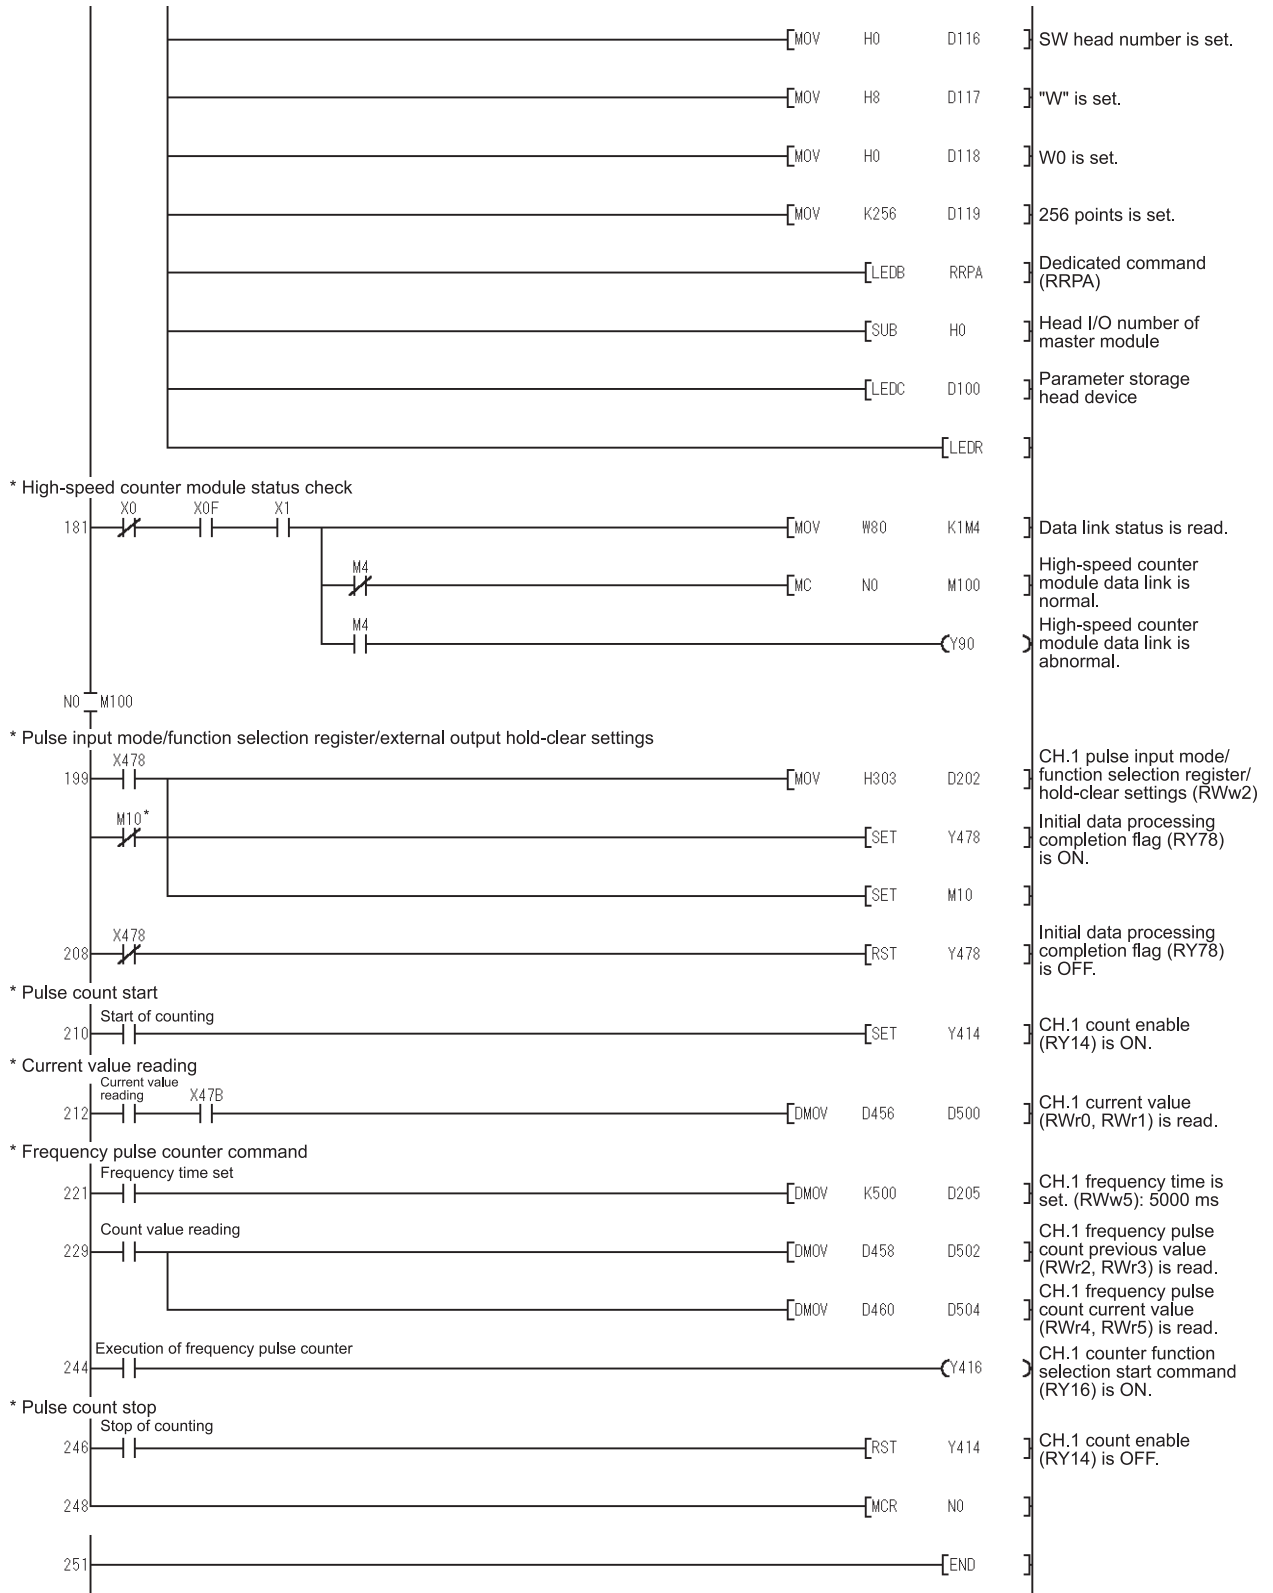 MOV H0 D116 SW head number is set.
MOV H8 D117 "W" is set.
MOV H0 D118 W0 is set.
MOV K256 D119 256 points is set.
LEDB RRPA Dedicated command
(RRPA)
SUB H0 Head I/O number of
master module
LEDC D100 Parameter storage
head device
LEDR
* High-speed counter module status check
X0 X0F X1
181 MOV W80 K1M4 Data link status is read.
M4
MC N0 M100 High-speed counter
module data link is
normal.
M4
Y90 High-speed counter
module data link is
abnormal.
N0 M100
* Pulse input mode/function selection register/external output hold-clear settings
X478
199 MOV H303 D202 CH.1 pulse input mode/
function selection register/
hold-clear settings (RWw2)
M10*
SET Y478 Initial data processing
completion flag (RY78)
is ON.
SET M10
X478
208 RST Y478 Initial data processing
completion flag (RY78)
is OFF.
* Pulse count start
Start of counting
210 SET Y414 CH.1 count enable
(RY14) is ON.
* Current value reading
Current value
reading X47B
212 DMOV D456 D500 CH.1 current value
(RWr0, RWr1) is read.
* Frequency pulse counter command
Frequency time set
221 DMOV K500 D205 CH.1 frequency time is
set. (RWw5): 5000 ms
Count value reading
229 DMOV D458 D502 CH.1 frequency pulse
count previous value
(RWr2, RWr3) is read.
DMOV D460 D504 CH.1 frequency pulse
count current value
(RWr4, RWr5) is read.
Execution of frequency pulse counter
244 Y416 CH.1 counter function
selection start command
(RY16) is ON.
* Pulse count stop
Stop of counting
246 RST Y414 CH.1 count enable
(RY14) is OFF.
248 MCR N0
251 END